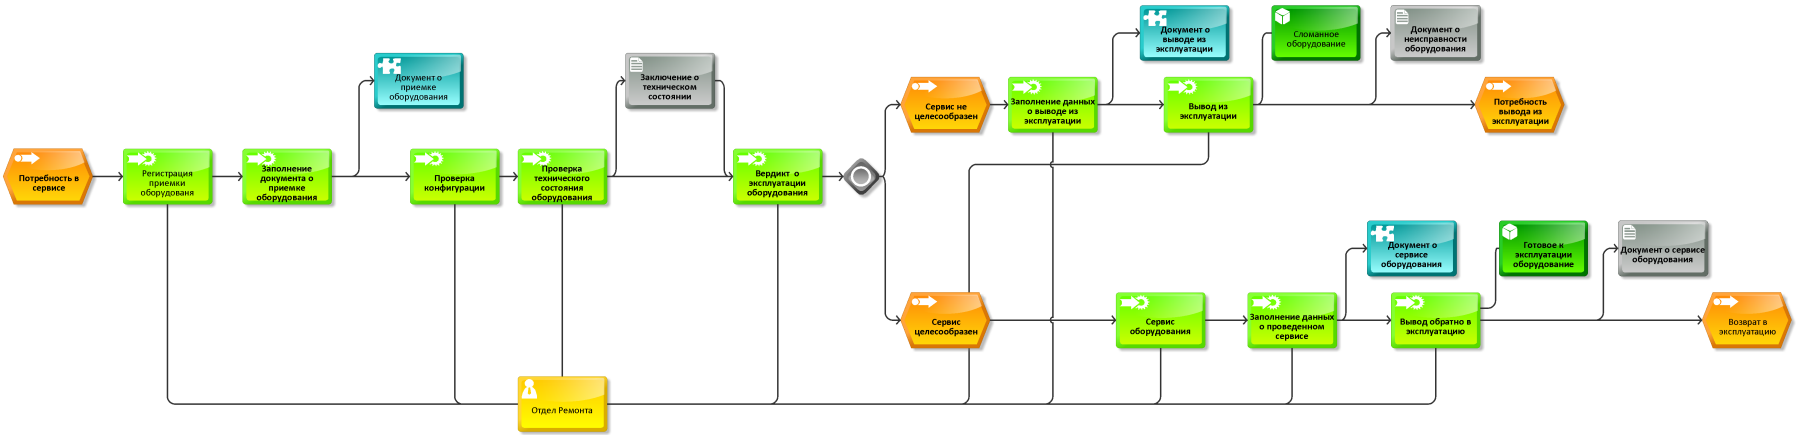 Потребность в
сервисе
Регистрация
приемки
оборудованя
Заполнение
документа о
приемке
оборудования
Документ о
приемке
оборудования
Проверка
конфигурации
Проверка
технического
состояния
оборудования
Заключение о
техническом
состоянии
Вердикт о
эксплуатации
оборудования
Сервис не
целесообразен
Заполнение данных
о выводе из
эксплуатации
Документ о
выводе из
эксплуатации
Вывод из
эксплуатации
Сломанное
оборудование
Документ о
неисправности
оборудования
Потребность
вывода из
эксплуатации
Сервис
целесообразен
Сервис
оборудования
Заполнение данных
о проведенном
сервисе
Документ о
сервисе
оборудования
Вывод обратно в
эксплуатацию
Готовое к
эксплуатации
оборудование
Документ о сервисе
оборудования
Возврат в
эксплуатацию
Отдел Ремонта